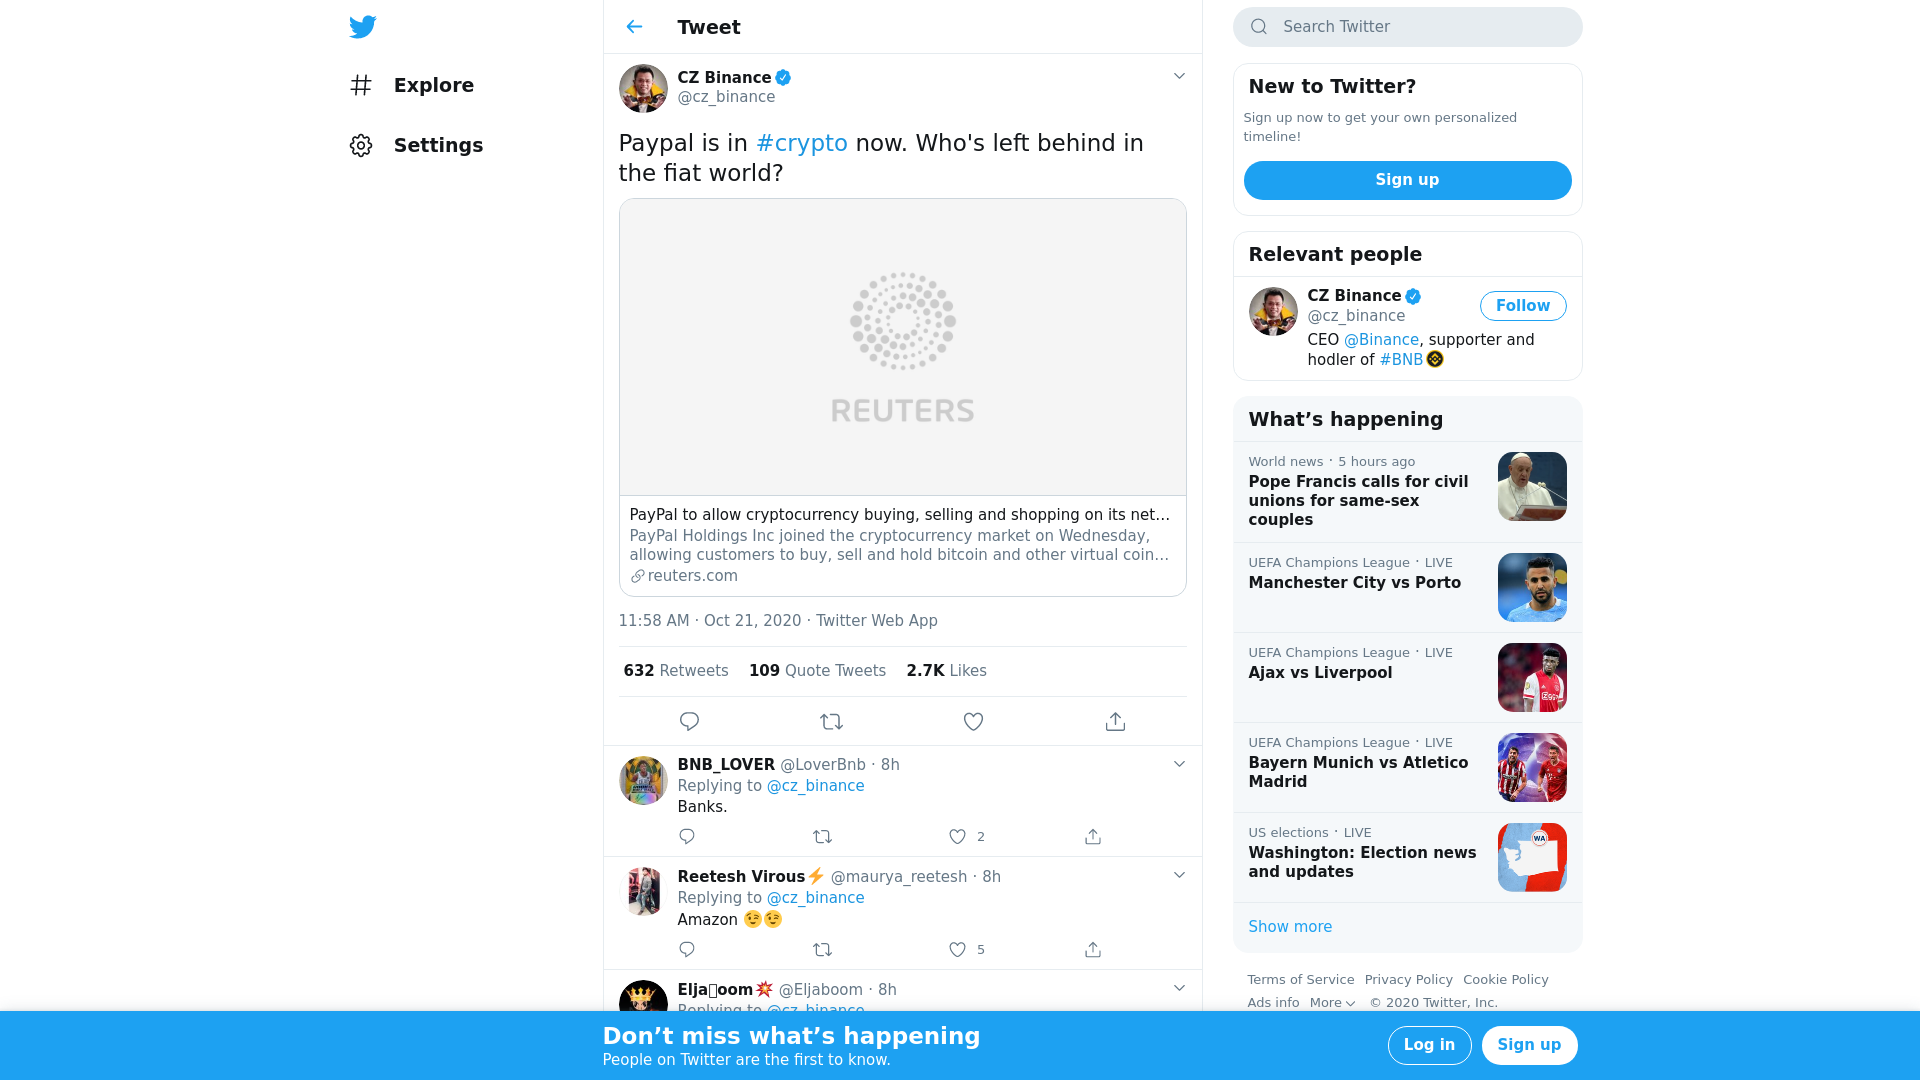 Explore
Settings
Tweet
CZ Binance
@cz_binance
Paypal is in #crypto now. Who's left behind in
the fiat world?
REUTERS
PayPal to allow cryptocurrency buying, selling and shopping on its net…
PayPal Holdings Inc joined the cryptocurrency market on Wednesday,
allowing customers to buy, sell and hold bitcoin and other virtual coin…
reuters.com
11:58 AM · Oct 21, 2020 · Twitter Web App
632 Retweets 109 Quote Tweets 2.7K Likes
BNB_LOVER @LoverBnb · 8h
Replying to @cz_binance
Banks.
2
Reetesh Virous⚡ @maurya_reetesh · 8h
Replying to @cz_binance
Amazon 😉😉
5
Elja▯oom💥 @Eljaboom · 8h
Replying to @cz_binance
Search Twitter
New to Twitter?
Sign up now to get your own personalized
timeline!
Sign up
Relevant people
CZ Binance
@cz_binance
Follow
CEO @Binance, supporter and
hodler of #BNB
What’s happening
World news · 5 hours ago
Pope Francis calls for civil
unions for same-sex
couples
UEFA Champions League · LIVE
Manchester City vs Porto
UEFA Champions League · LIVE
Ajax vs Liverpool
UEFA Champions League · LIVE
Bayern Munich vs Atletico
Madrid
US elections · LIVE
Washington: Election news
and updates
WA
Show more
Terms of Service Privacy Policy Cookie Policy
Ads info More © 2020 Twitter, Inc.
Don’t miss what’s happening
People on Twitter are the first to know.
Log in
Sign up